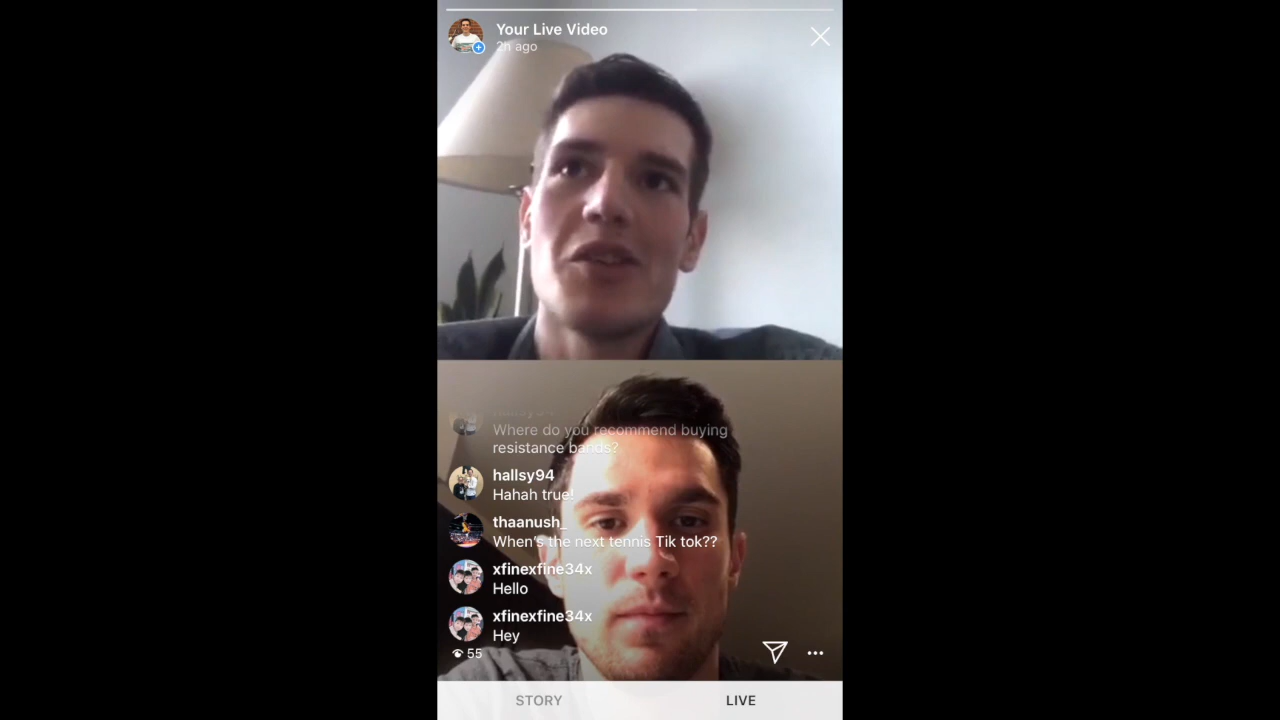 Your Live Video
2h ago
Where do you recommend buying
resistance bands?
hallsy94
Hahah true!
thaanush_
When's the next tennis Tik tok??
xfinexfine34x
Hello
xfinexfine34x
Hey
55
STORY
LIVE